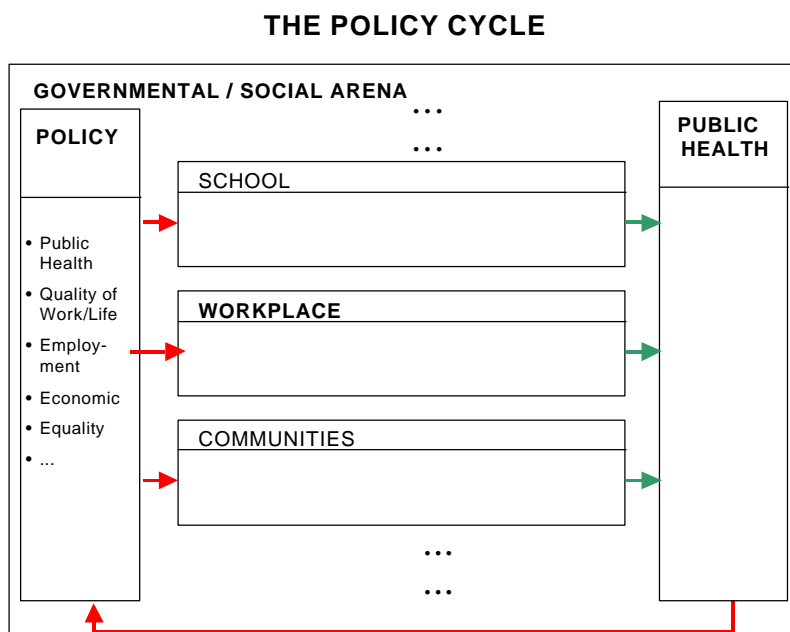 THE POLICY CYCLE
GOVERNMENTAL / SOCIAL ARENA
...
...
POLICY
• Public
Health
• Quality of
Work/Life
• Employ-
ment
• Economic
• Equality
• ...
SCHOOL
WORKPLACE
COMMUNITIES
...
...
PUBLIC
HEALTH